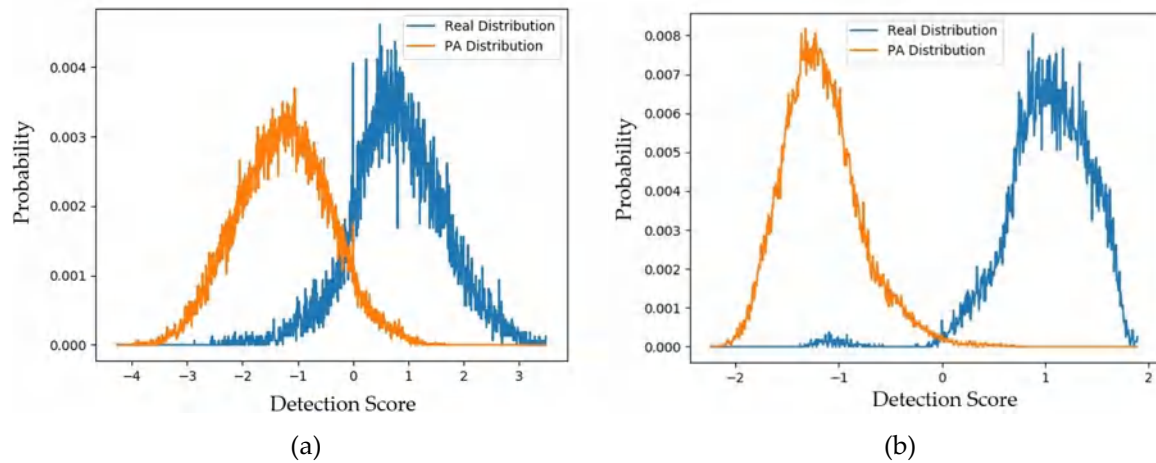 Real Distribution
PA Distribution
0.004
0.003
0.002
0.001
0.000
Probability
−4 −3 −2 −1 0 1 2 3
Detection Score
(a)
Real Distribution
PA Distribution
0.008
0.007
0.006
0.005
0.004
0.003
0.002
0.001
0.000
Probability
−2 −1 0 1 2
Detection Score
(b)